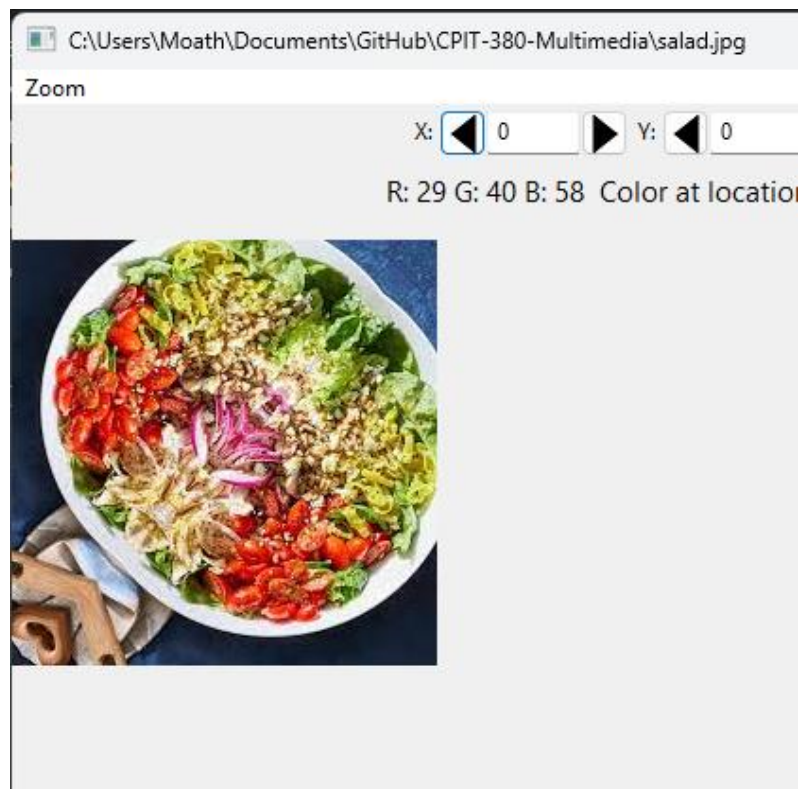 C:\Users\Moath\Documents\GitHub\CPIT-380-Multimedia\salad.jpg
Zoom
X: 0 Y: 0
R: 29 G: 40 B: 58 Color at location